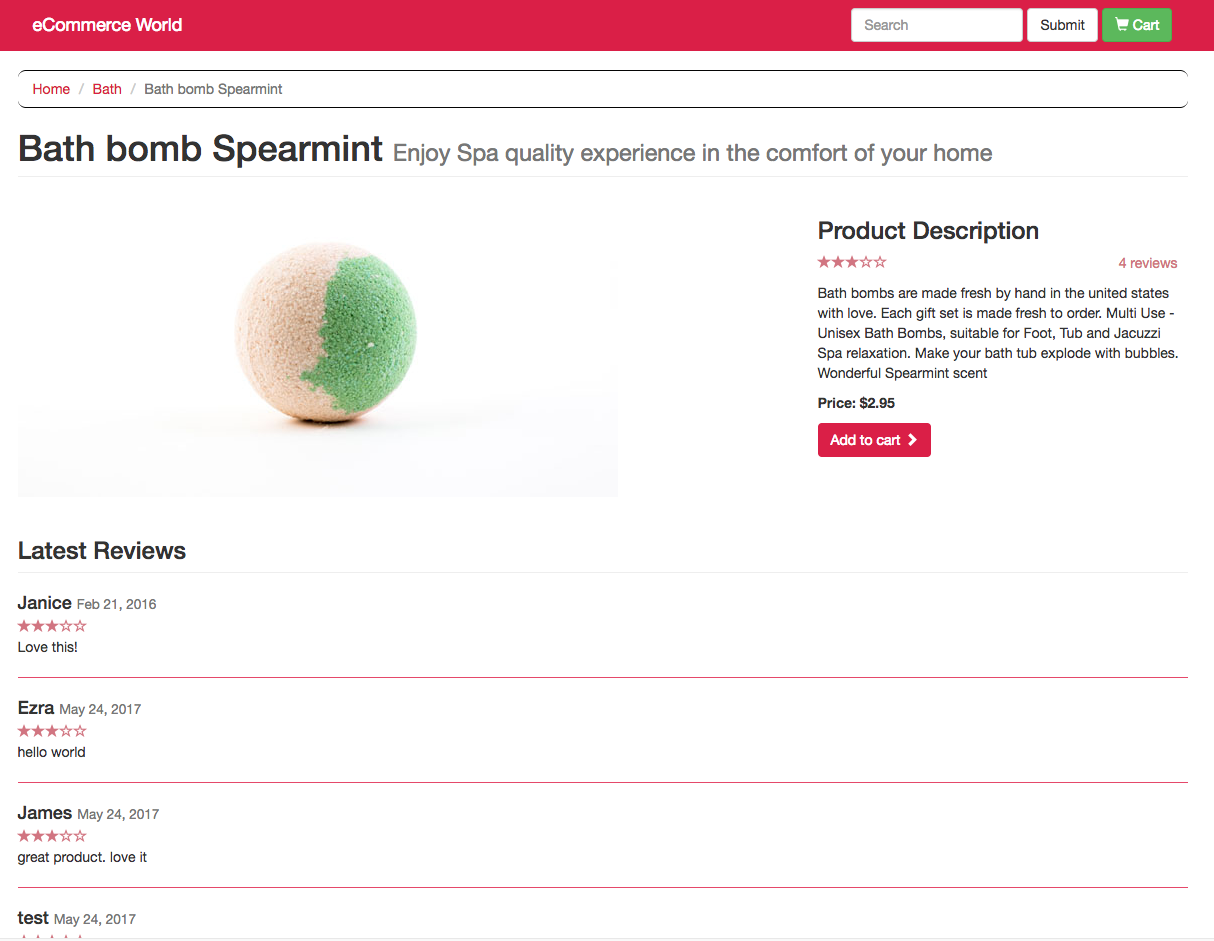 eCommerce World
Search Submit Cart
Home / Bath / Bath bomb Spearmint
Bath bomb Spearmint Enjoy Spa quality experience in the comfort of your home
Product Description
4 reviews
Bath bombs are made fresh by hand in the united states
with love. Each gift set is made fresh to order. Multi Use -
Unisex Bath Bombs, suitable for Foot, Tub and Jacuzzi
Spa relaxation. Make your bath tub explode with bubbles.
Wonderful Spearmint scent
Price: $2.95
Add to cart
Latest Reviews
Janice Feb 21, 2016
Love this!
Ezra May 24, 2017
hello world
James May 24, 2017
great product. love it
test May 24, 2017